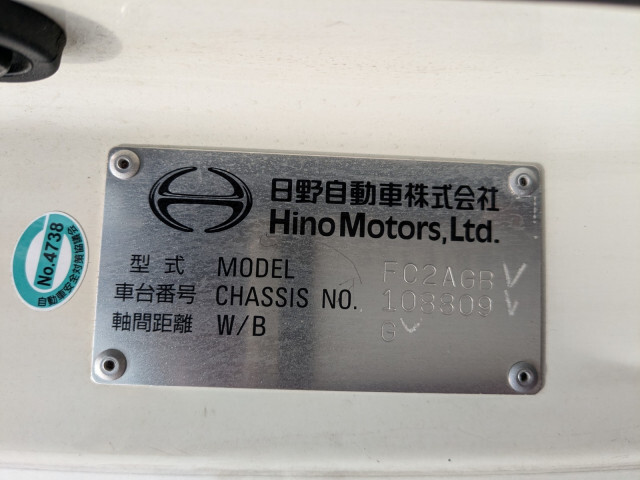 日野自動車株式会社
Hino Motors, Ltd.
型式 MODEL FC2AGB
車台番号 CHASSIS NO. 103309
軸間距離 W/B G
No.4738